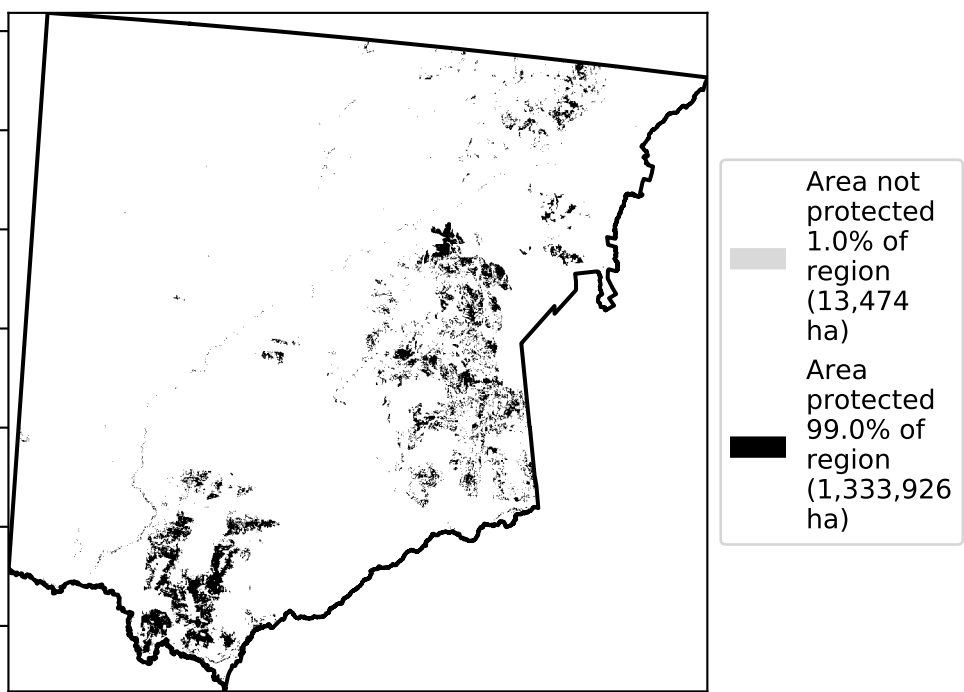 Area not
protected
1.0% of
region
(13,474
ha)
Area
protected
99.0% of
region
(1,333,926
ha)